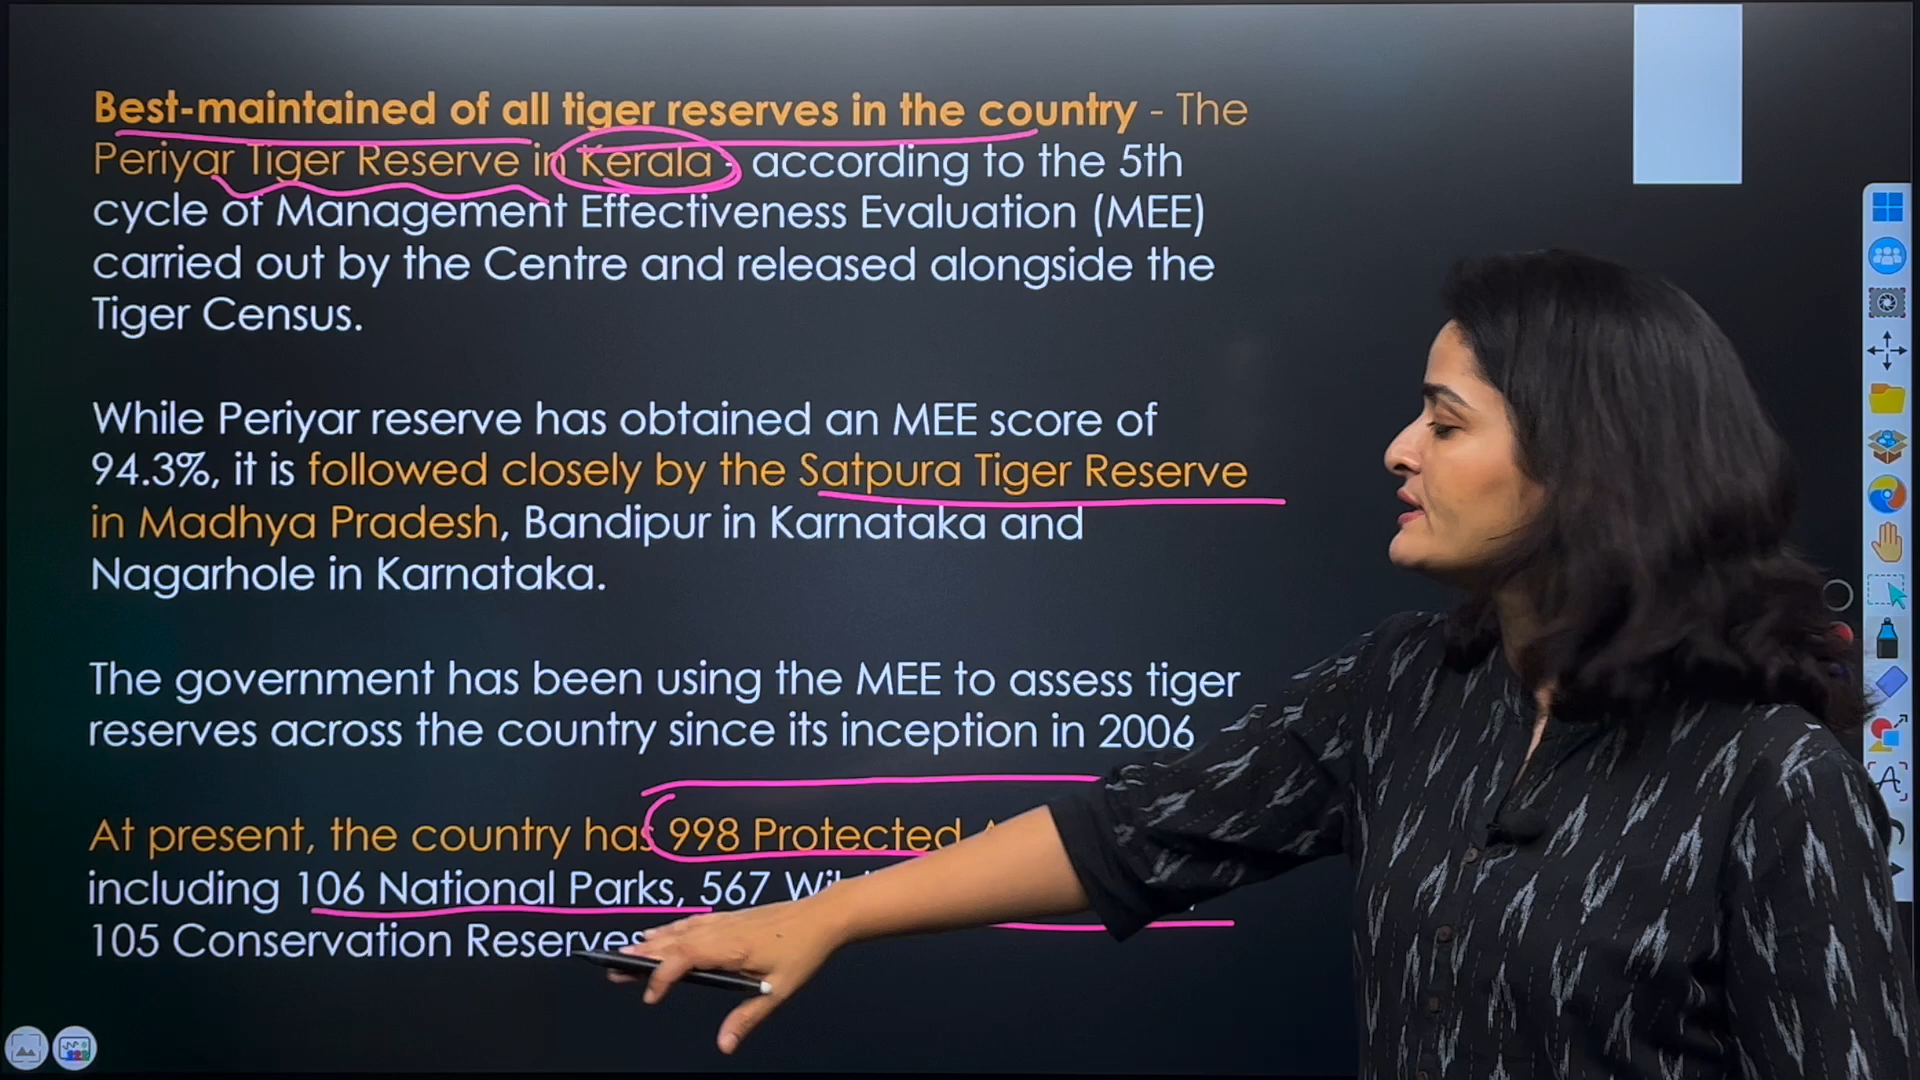 Best-maintained of all tiger reserves in the country - The
Periyar Tiger Reserve in Kerala - according to the 5th
cycle of Management Effectiveness Evaluation (MEE)
carried out by the Centre and released alongside the
Tiger Census.
While Periyar reserve has obtained an MEE score of
94.3%, it is followed closely by the Satpura Tiger Reserve
in Madhya Pradesh, Bandipur in Karnataka and
Nagarhole in Karnataka.
The government has been using the MEE to assess tiger
reserves across the country since its inception in 2006
At present, the country has 998 Protected
including 106 National Parks, 567
105 Conservation Reserves
A